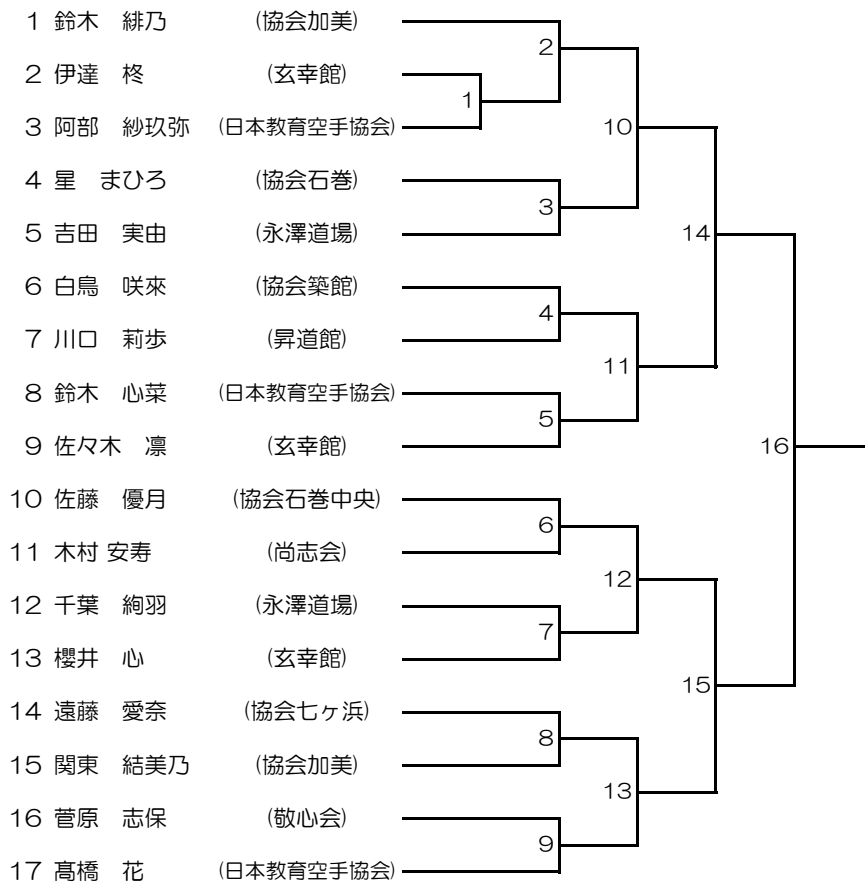 1 鈴木　緋乃 (協会加美)
2
2 伊達　柊 (玄幸館)
1
3 阿部　紗玖弥 (日本教育空手協会)
10
4 星　まひろ (協会石巻)
3
5 吉田　実由 (永澤道場)
14
6 白鳥　咲來 (協会築館)
4
7 川口　莉歩 (昇道館)
11
8 鈴木　心菜 (日本教育空手協会)
5
9 佐々木　凛 (玄幸館)
16
10 佐藤　優月 (協会石巻中央)
6
11 木村 安寿 (尚志会)
12
12 千葉　絢羽 (永澤道場)
7
13 櫻井　心 (玄幸館)
15
14 遠藤　愛奈 (協会七ヶ浜)
8
15 関東　結美乃 (協会加美)
13
16 菅原　志保 (敬心会)
9
17 髙橋　花 (日本教育空手協会)